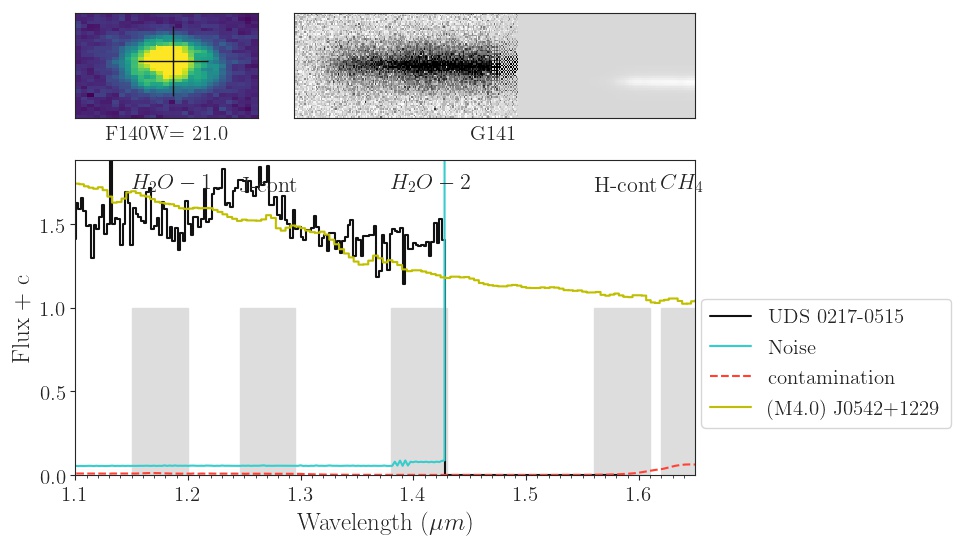 F140W= 21.0
G141
H₂O − 1
J-cont
H₂O − 2
H-cont
CH₄
Flux + c
1.5
1.0
0.5
0.0
1.1
1.2
1.3
1.4
1.5
1.6
Wavelength (μm)
UDS 0217-0515
Noise
contamination
(M4.0) J0542+1229